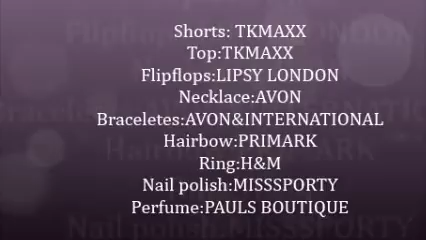 Shorts: TKMAXX
Top:TKMAXX
Flipflops:LIPSY LONDON
Necklace:AVON
Braceletes:AVON&INTERNATIONAL
Hairbow:PRIMARK
Ring:H&M
Nail polish:MISSSPORTY
Perfume:PAULS BOUTIQUE